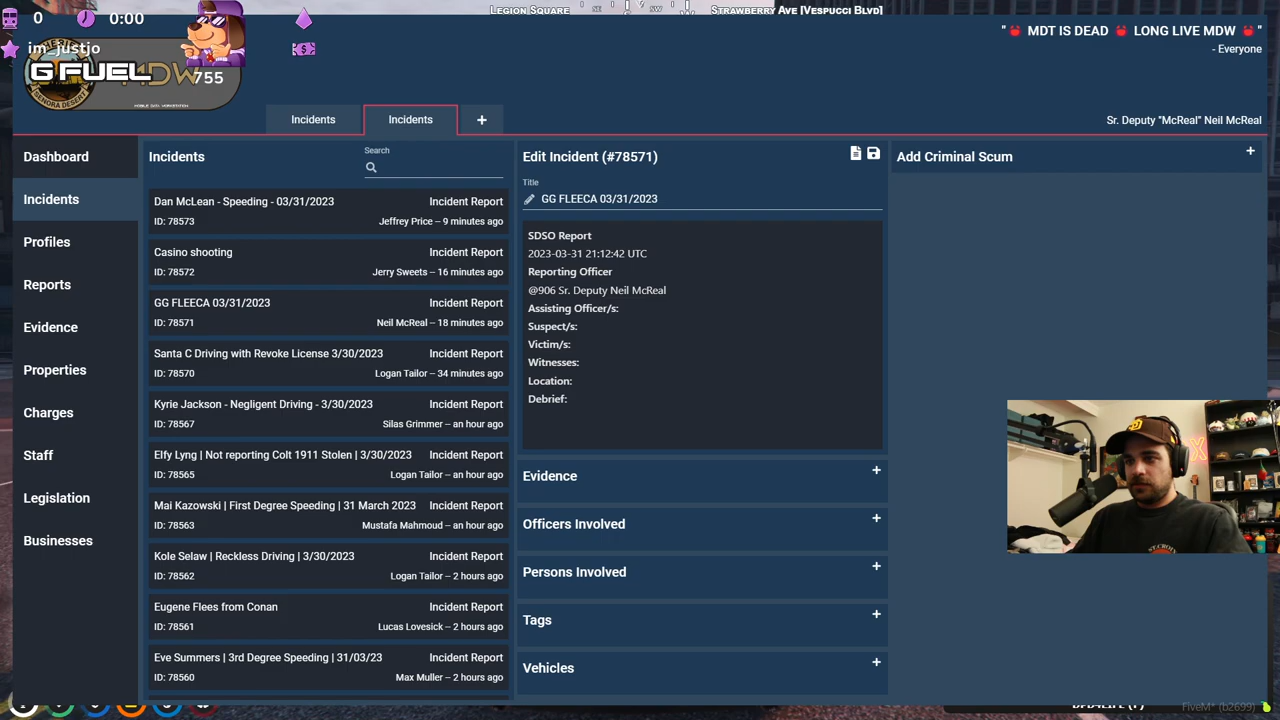 0
0:00
im_justjo
G FUEL
755
SENORA DESERT
MDW
MOBILE DATA WORKSTATION
LEGION SQUARE
SE
SW
STRAWBERRY AVE [VESPUCCI BLVD]
" MDT IS DEAD LONG LIVE MDW "
- Everyone
Incidents
Incidents
+
Sr. Deputy "McReal" Neil McReal
Dashboard
Incidents
Profiles
Reports
Evidence
Properties
Charges
Staff
Legislation
Businesses
Incidents
Search
Dan McLean - Speeding - 03/31/2023 Incident Report
ID: 78573 Jeffrey Price – 9 minutes ago
Casino shooting Incident Report
ID: 78572 Jerry Sweets – 16 minutes ago
GG FLEECA 03/31/2023 Incident Report
ID: 78571 Neil McReal – 18 minutes ago
Santa C Driving with Revoke License 3/30/2023 Incident Report
ID: 78570 Logan Tailor – 34 minutes ago
Kyrie Jackson - Negligent Driving - 3/30/2023 Incident Report
ID: 78567 Silas Grimmer – an hour ago
Elfy Lyng | Not reporting Colt 1911 Stolen | 3/30/2023 Incident Report
ID: 78565 Logan Tailor – an hour ago
Mai Kazowski | First Degree Speeding | 31 March 2023 Incident Report
ID: 78563 Mustafa Mahmoud – an hour ago
Kole Selaw | Reckless Driving | 3/30/2023 Incident Report
ID: 78562 Logan Tailor – 2 hours ago
Eugene Flees from Conan Incident Report
ID: 78561 Lucas Lovesick – 2 hours ago
Eve Summers | 3rd Degree Speeding | 31/03/23 Incident Report
ID: 78560 Max Muller – 2 hours ago
Edit Incident (#78571)
Title
GG FLEECA 03/31/2023
SDSO Report
2023-03-31 21:12:42 UTC
Reporting Officer
@906 Sr. Deputy Neil McReal
Assisting Officer/s:
Suspect/s:
Victim/s:
Witnesses:
Location:
Debrief:
Evidence +
Officers Involved +
Persons Involved +
Tags +
Vehicles +
Add Criminal Scum +
FiveM* (b2699)